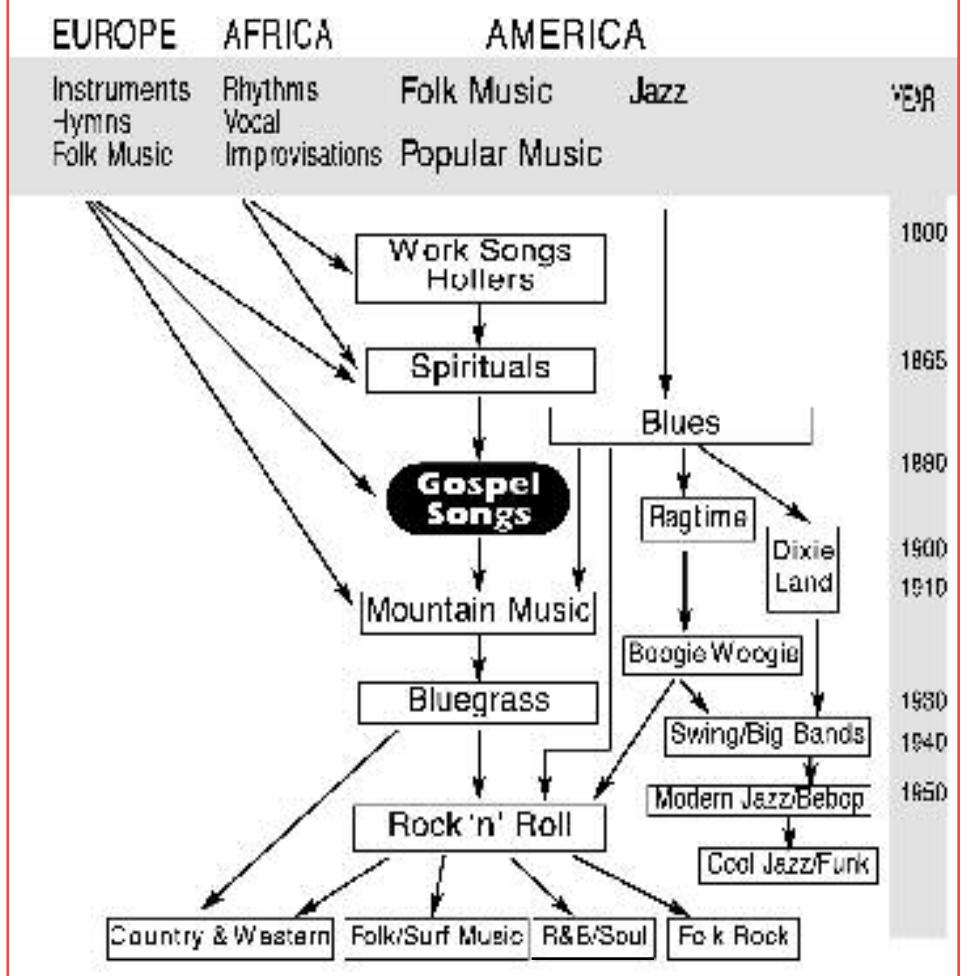 EUROPE AFRICA AMERICA
Instruments Rhythms Folk Music Jazz YEAR
Hymns Vocal
Folk Music Improvisations Popular Music
1800
Work Songs
Hollers
Spirituals 1865
Blues
1880
Gospel
Songs
Ragtime
Dixie 1900
Land 1910
Mountain Music
Boogie Woogie
Bluegrass 1930
Swing/Big Bands 1940
Modern Jazz/Bebop 1950
Rock 'n' Roll
Cool Jazz/Funk
Country & Western Folk/Surf Music R&B/Soul Folk Rock